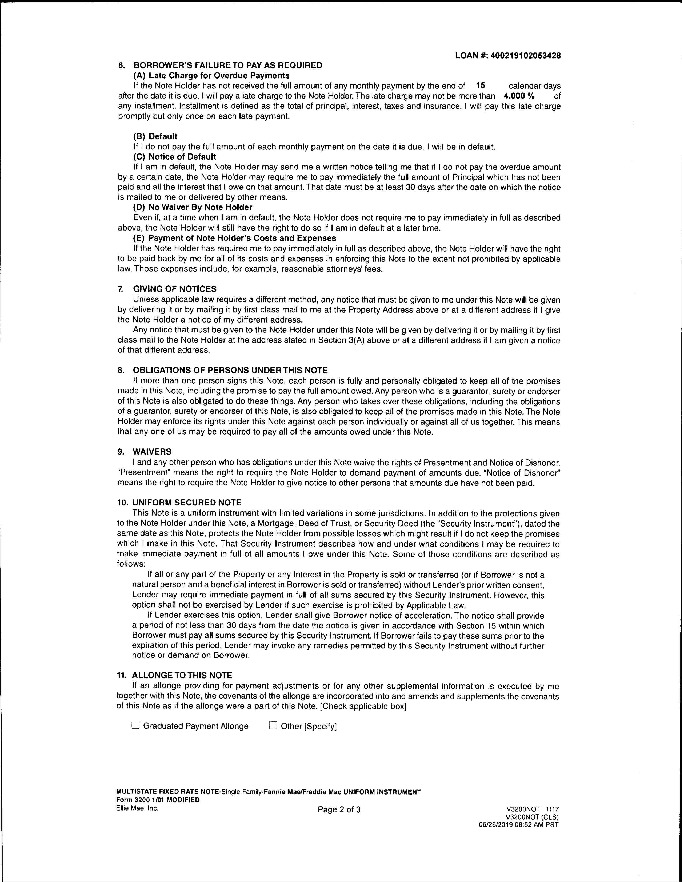 LOAN #: 400219102053428
6. BORROWER'S FAILURE TO PAY AS REQUIRED
(A) Late Charge for Overdue Payments
If the Note Holder has not received the full amount of any monthly payment by the end of 15 calendar days
after the date it is due, I will pay a late charge to the Note Holder. The late charge may not be more than 4.000 % of
any installment. Installment is defined as the total of principal, interest, taxes and insurance. I will pay this late charge
promptly but only once on each late payment.
(B) Default
If I do not pay the full amount of each monthly payment on the date it is due, I will be in default.
(C) Notice of Default
If I am in default, the Note Holder may send me a written notice telling me that if I do not pay the overdue amount
by a certain date, the Note Holder may require me to pay immediately the full amount of Principal which has not been
paid and all the interest that I owe on that amount. That date must be at least 30 days after the date on which the notice
is mailed to me or delivered by other means.
(D) No Waiver By Note Holder
Even if, at a time when I am in default, the Note Holder does not require me to pay immediately in full as described
above, the Note Holder will still have the right to do so if I am in default at a later time.
(E) Payment of Note Holder's Costs and Expenses
If the Note Holder has required me to pay immediately in full as described above, the Note Holder will have the right
to be paid back by me for all of its costs and expenses in enforcing this Note to the extent not prohibited by applicable
law. Those expenses include, for example, reasonable attorneys' fees.
7. GIVING OF NOTICES
Unless applicable law requires a different method, any notice that must be given to me under this Note will be given
by delivering it or by mailing it by first class mail to me at the Property Address above or at a different address if I give
the Note Holder a notice of my different address.
Any notice that must be given to the Note Holder under this Note will be given by delivering it or by mailing it by first
class mail to the Note Holder at the address stated in Section 3(A) above or at a different address if I am given a notice
of that different address.
8. OBLIGATIONS OF PERSONS UNDER THIS NOTE
If more than one person signs this Note, each person is fully and personally obligated to keep all of the promises
made in this Note, including the promise to pay the full amount owed. Any person who is a guarantor, surety or endorser
of this Note is also obligated to do these things. Any person who takes over these obligations, including the obligations
of a guarantor, surety or endorser of this Note, is also obligated to keep all of the promises made in this Note. The Note
Holder may enforce its rights under this Note against each person individually or against all of us together. This means
that any one of us may be required to pay all of the amounts owed under this Note.
9. WAIVERS
I and any other person who has obligations under this Note waive the rights of Presentment and Notice of Dishonor.
"Presentment" means the right to require the Note Holder to demand payment of amounts due. "Notice of Dishonor"
means the right to require the Note Holder to give notice to other persons that amounts due have not been paid.
10. UNIFORM SECURED NOTE
This Note is a uniform instrument with limited variations in some jurisdictions. In addition to the protections given
to the Note Holder under this Note, a Mortgage, Deed of Trust, or Security Deed (the "Security Instrument"), dated the
same date as this Note, protects the Note Holder from possible losses which might result if I do not keep the promises
which I make in this Note. That Security Instrument describes how and under what conditions I may be required to
make immediate payment in full of all amounts I owe under this Note. Some of those conditions are described as
follows:
If all or any part of the Property or any Interest in the Property is sold or transferred (or if Borrower is not a
natural person and a beneficial interest in Borrower is sold or transferred) without Lender's prior written consent,
Lender may require immediate payment in full of all sums secured by this Security Instrument. However, this
option shall not be exercised by Lender if such exercise is prohibited by Applicable Law.
If Lender exercises this option, Lender shall give Borrower notice of acceleration. The notice shall provide
a period of not less than 30 days from the date the notice is given in accordance with Section 15 within which
Borrower must pay all sums secured by this Security Instrument. If Borrower fails to pay these sums prior to the
expiration of this period, Lender may invoke any remedies permitted by this Security Instrument without further
notice or demand on Borrower.
11. ALLONGE TO THIS NOTE
If an allonge providing for payment adjustments or for any other supplemental information is executed by me
together with this Note, the covenants of the allonge are incorporated into and amends and supplements the covenants
of this Note as if the allonge were a part of this Note. [Check applicable box]
☐ Graduated Payment Allonge ☐ Other [Specify]
MULTISTATE FIXED RATE NOTE-Single Family-Fannie Mae/Freddie Mac UNIFORM INSTRUMENT
Form 3200 1/01 MODIFIED
Ellie Mae, Inc. Page 2 of 3 V3200NOT 1117
V3200NOT (CLS)
06/25/2019 08:52 AM PST